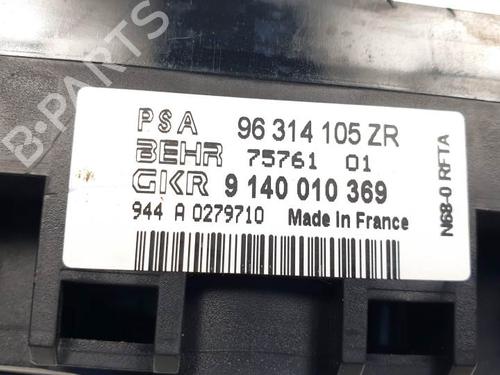 PSA 96 314 105 ZR
BEHR 75761 01
GKR 9 140 010 369
944 A 0279710 Made In France
N68-0 RFTA
B-PARTS